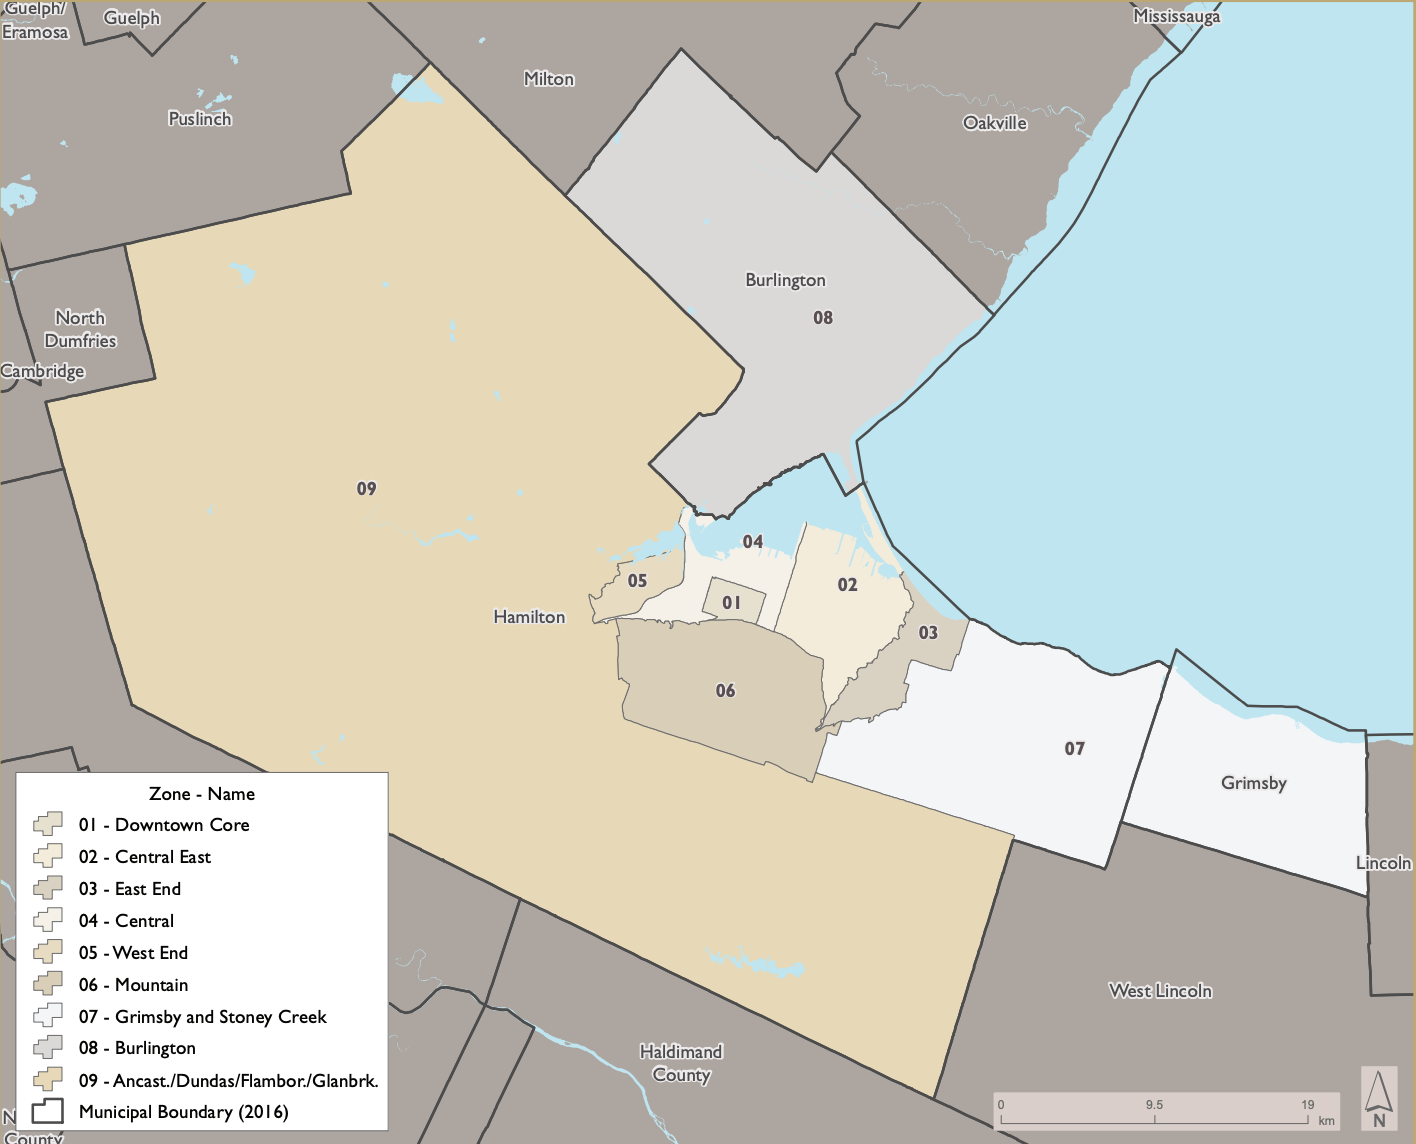 Guelph/
Eramosa
Guelph
Mississauga
Milton
Puslinch
Oakville
Burlington
08
North
Dumfries
Cambridge
09
04
05
02
01
Hamilton
03
06
07
Grimsby
Lincoln
West Lincoln
Haldimand
County
Zone - Name
01 - Downtown Core
02 - Central East
03 - East End
04 - Central
05 - West End
06 - Mountain
07 - Grimsby and Stoney Creek
08 - Burlington
09 - Ancast./Dundas/Flambor./Glanbrk.
Municipal Boundary (2016)
County
0 9.5 19
km
N